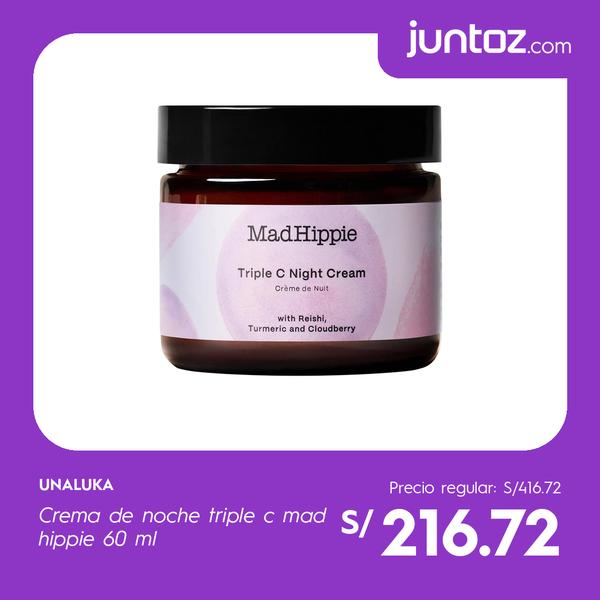 juntoz.com
MadHippie
Triple C Night Cream
Crème de Nuit
with Reishi,
Turmeric and Cloudberry
UNALUKA
Crema de noche triple c mad
hippie 60 ml
Precio regular: S/416.72
S/ 216.72